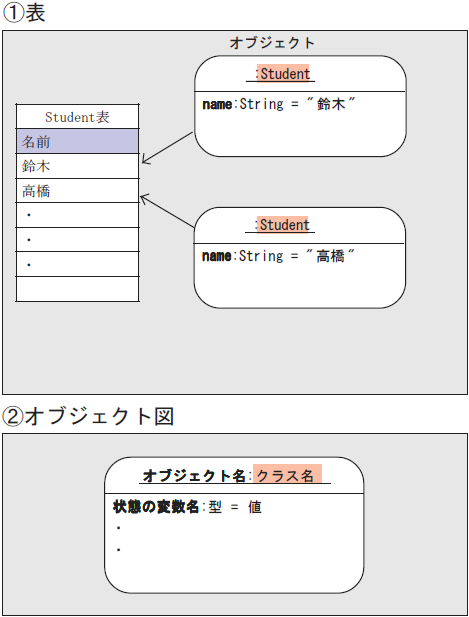 ①表
オブジェクト
:Student
name:String = "鈴木"
Student表
名前
鈴木
高橋
・
・
・
:Student
name:String = "高橋"
②オブジェクト図
オブジェクト名:クラス名
状態の変数名:型 = 値
・
・